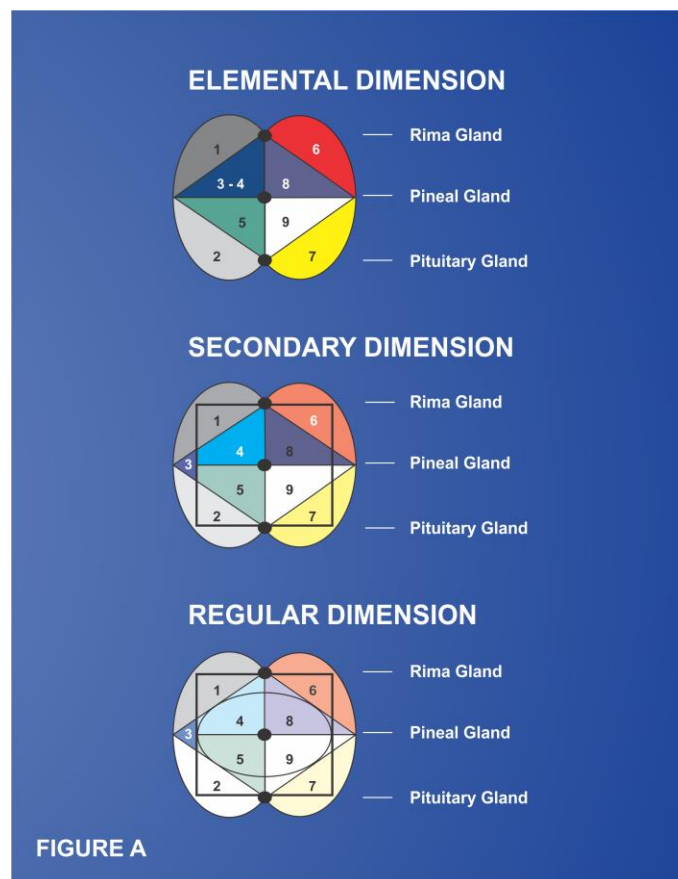 ELEMENTAL DIMENSION
1
6
Rima Gland
3 - 4
8
Pineal Gland
5
9
2
7
Pituitary Gland
SECONDARY DIMENSION
1
6
Rima Gland
4
8
3
Pineal Gland
5
9
2
7
Pituitary Gland
REGULAR DIMENSION
1
6
Rima Gland
4
8
3
Pineal Gland
5
9
2
7
Pituitary Gland
FIGURE A